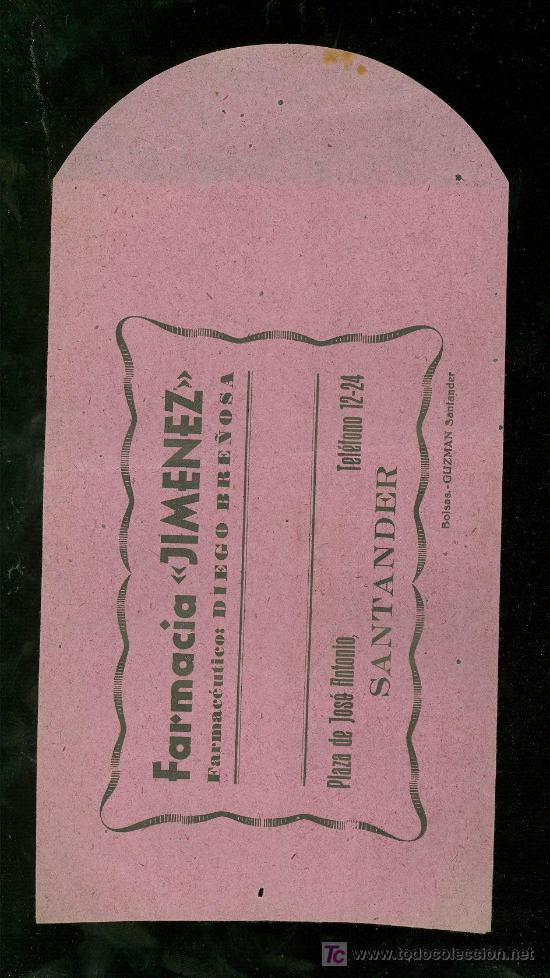 Farmacia «JIMENEZ»
Farmacéutico: DIEGO BREÑOSA
Plaza de José Antonio, Teléfono 12-24
SANTANDER
Bolsas.-GUZMAN Santander
TC www.todocoleccion.net